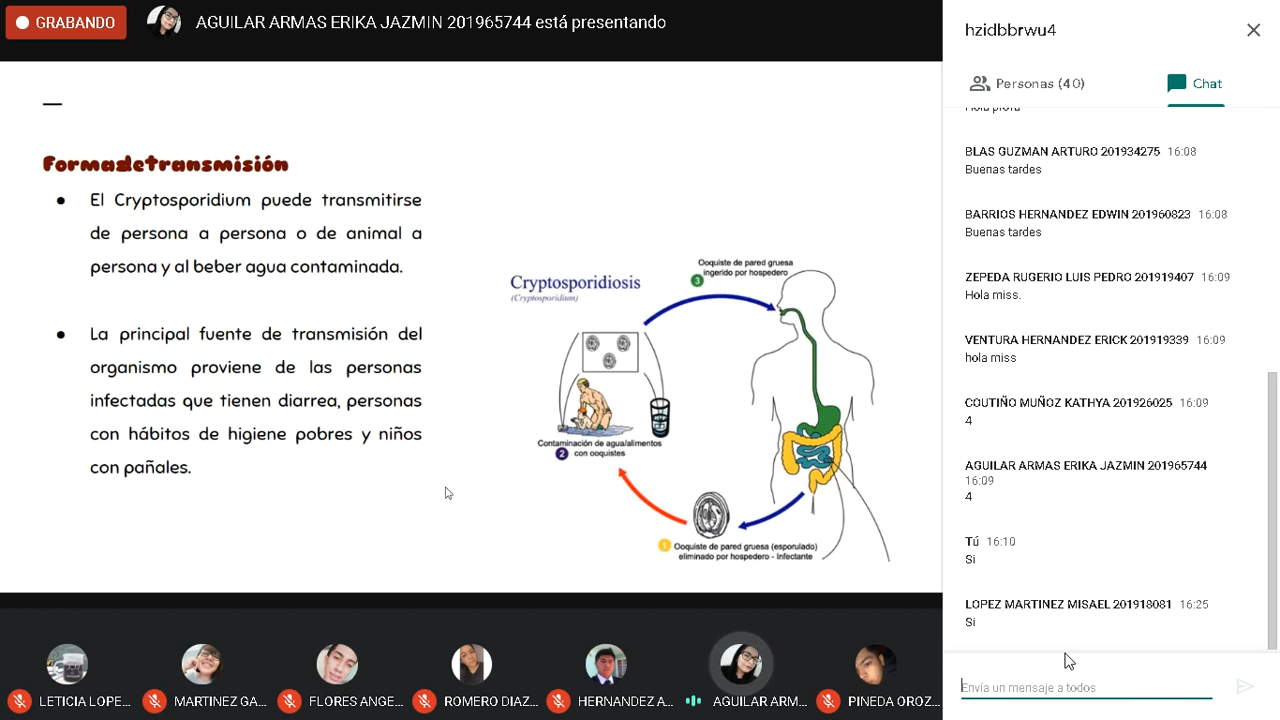 GRABANDO
AGUILAR ARMAS ERIKA JAZMIN 201965744 está presentando
Formas de transmisión
● El Cryptosporidium puede transmitirse
de persona a persona o de animal a
persona y al beber agua contaminada.
● La principal fuente de transmisión del
organismo proviene de las personas
infectadas que tienen diarrea, personas
con hábitos de higiene pobres y niños
con pañales.
Cryptosporidiosis
(Cryptosporidium)
Ooquiste de pared gruesa
ingerido por hospedero
3
Contaminación de agua/alimentos
2 con ooquistes
1 Ooquiste de pared gruesa (esporulado)
eliminado por hospedero - Infectante
LETICIA LOPE...
MARTINEZ GA...
FLORES ANGE...
ROMERO DIAZ...
HERNANDEZ A...
AGUILAR ARM...
PINEDA OROZ...
hzidbbrwu4
Personas (40)
Chat
Hola profa
BLAS GUZMAN ARTURO 201934275 16:08
Buenas tardes
BARRIOS HERNANDEZ EDWIN 201960823 16:08
Buenas tardes
ZEPEDA RUGERIO LUIS PEDRO 201919407 16:09
Hola miss.
VENTURA HERNANDEZ ERICK 201919339 16:09
hola miss
COUTIÑO MUÑOZ KATHYA 201926025 16:09
4
AGUILAR ARMAS ERIKA JAZMIN 201965744
16:09
4
Tú 16:10
Si
LOPEZ MARTINEZ MISAEL 201918081 16:25
Si
Envía un mensaje a todos